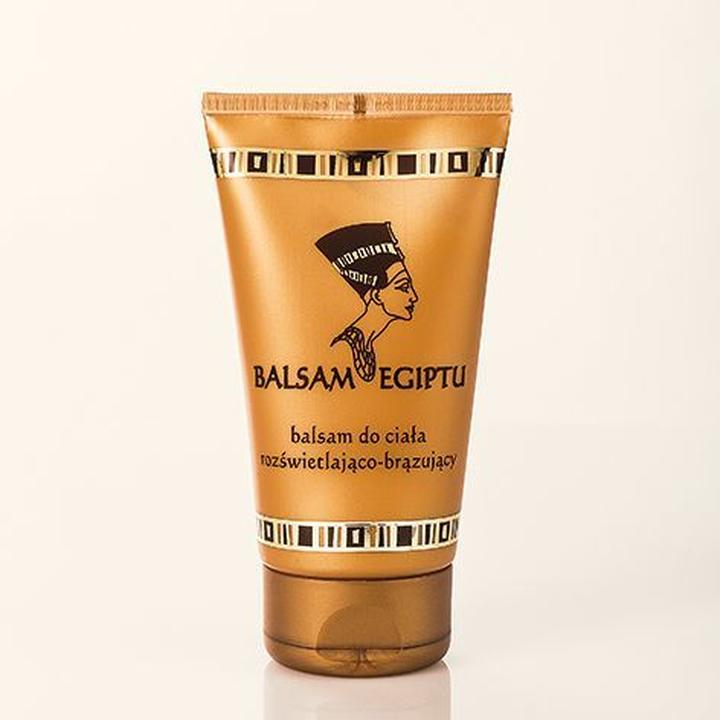 BALSAM EGIPTU
balsam do ciała
rozświetlająco-brązujący